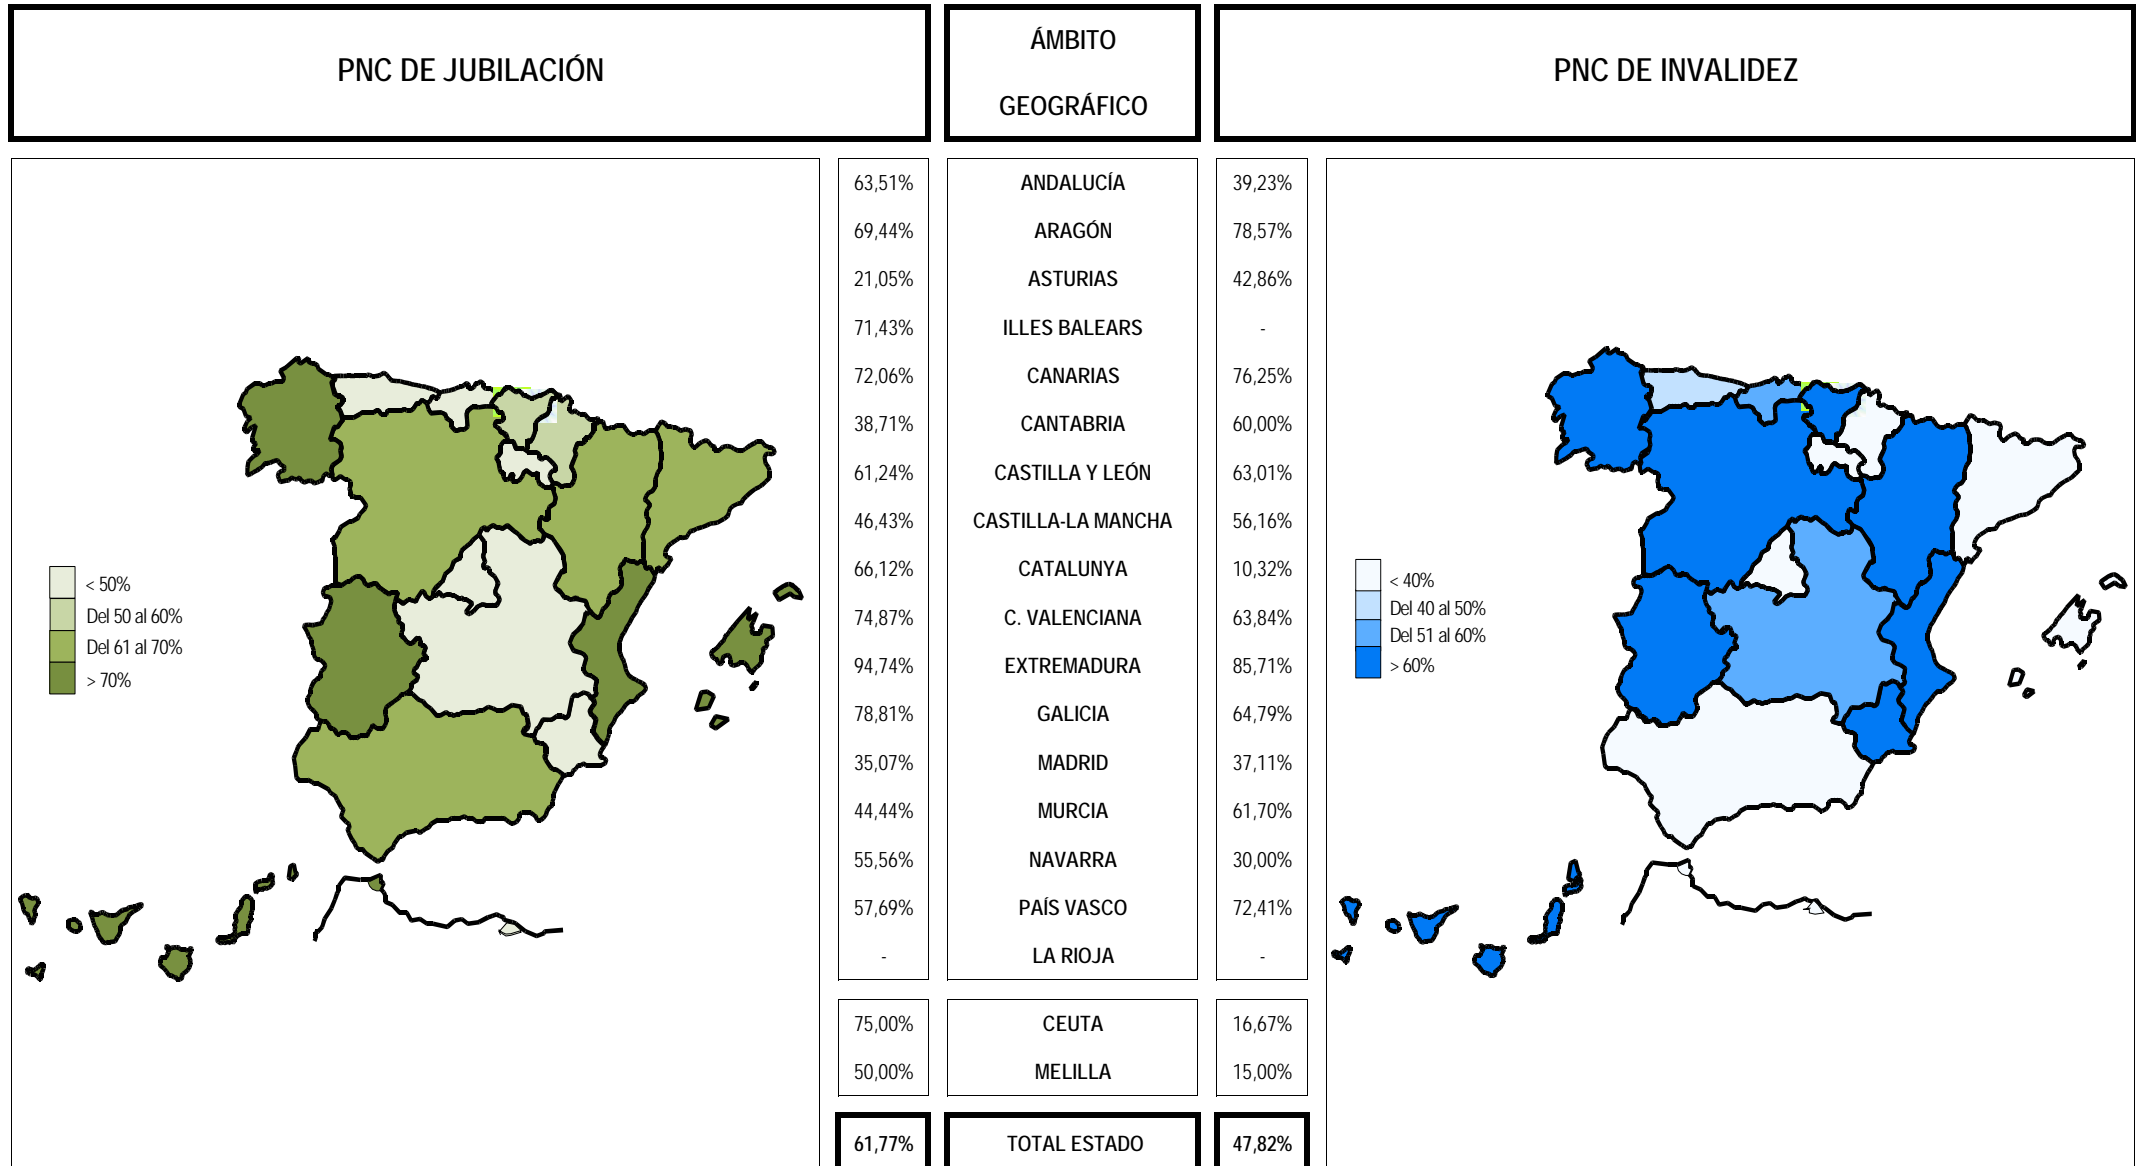 PNC DE JUBILACIÓN
ÁMBITO
GEOGRÁFICO
PNC DE INVALIDEZ
63,51% ANDALUCÍA 39,23%
69,44% ARAGÓN 78,57%
21,05% ASTURIAS 42,86%
71,43% ILLES BALEARS -
72,06% CANARIAS 76,25%
38,71% CANTABRIA 60,00%
61,24% CASTILLA Y LEÓN 63,01%
46,43% CASTILLA-LA MANCHA 56,16%
66,12% CATALUNYA 10,32%
74,87% C. VALENCIANA 63,84%
94,74% EXTREMADURA 85,71%
78,81% GALICIA 64,79%
35,07% MADRID 37,11%
44,44% MURCIA 61,70%
55,56% NAVARRA 30,00%
57,69% PAÍS VASCO 72,41%
- LA RIOJA -
75,00% CEUTA 16,67%
50,00% MELILLA 15,00%
61,77% TOTAL ESTADO 47,82%
< 50%
Del 50 al 60%
Del 61 al 70%
> 70%
< 40%
Del 40 al 50%
Del 51 al 60%
> 60%